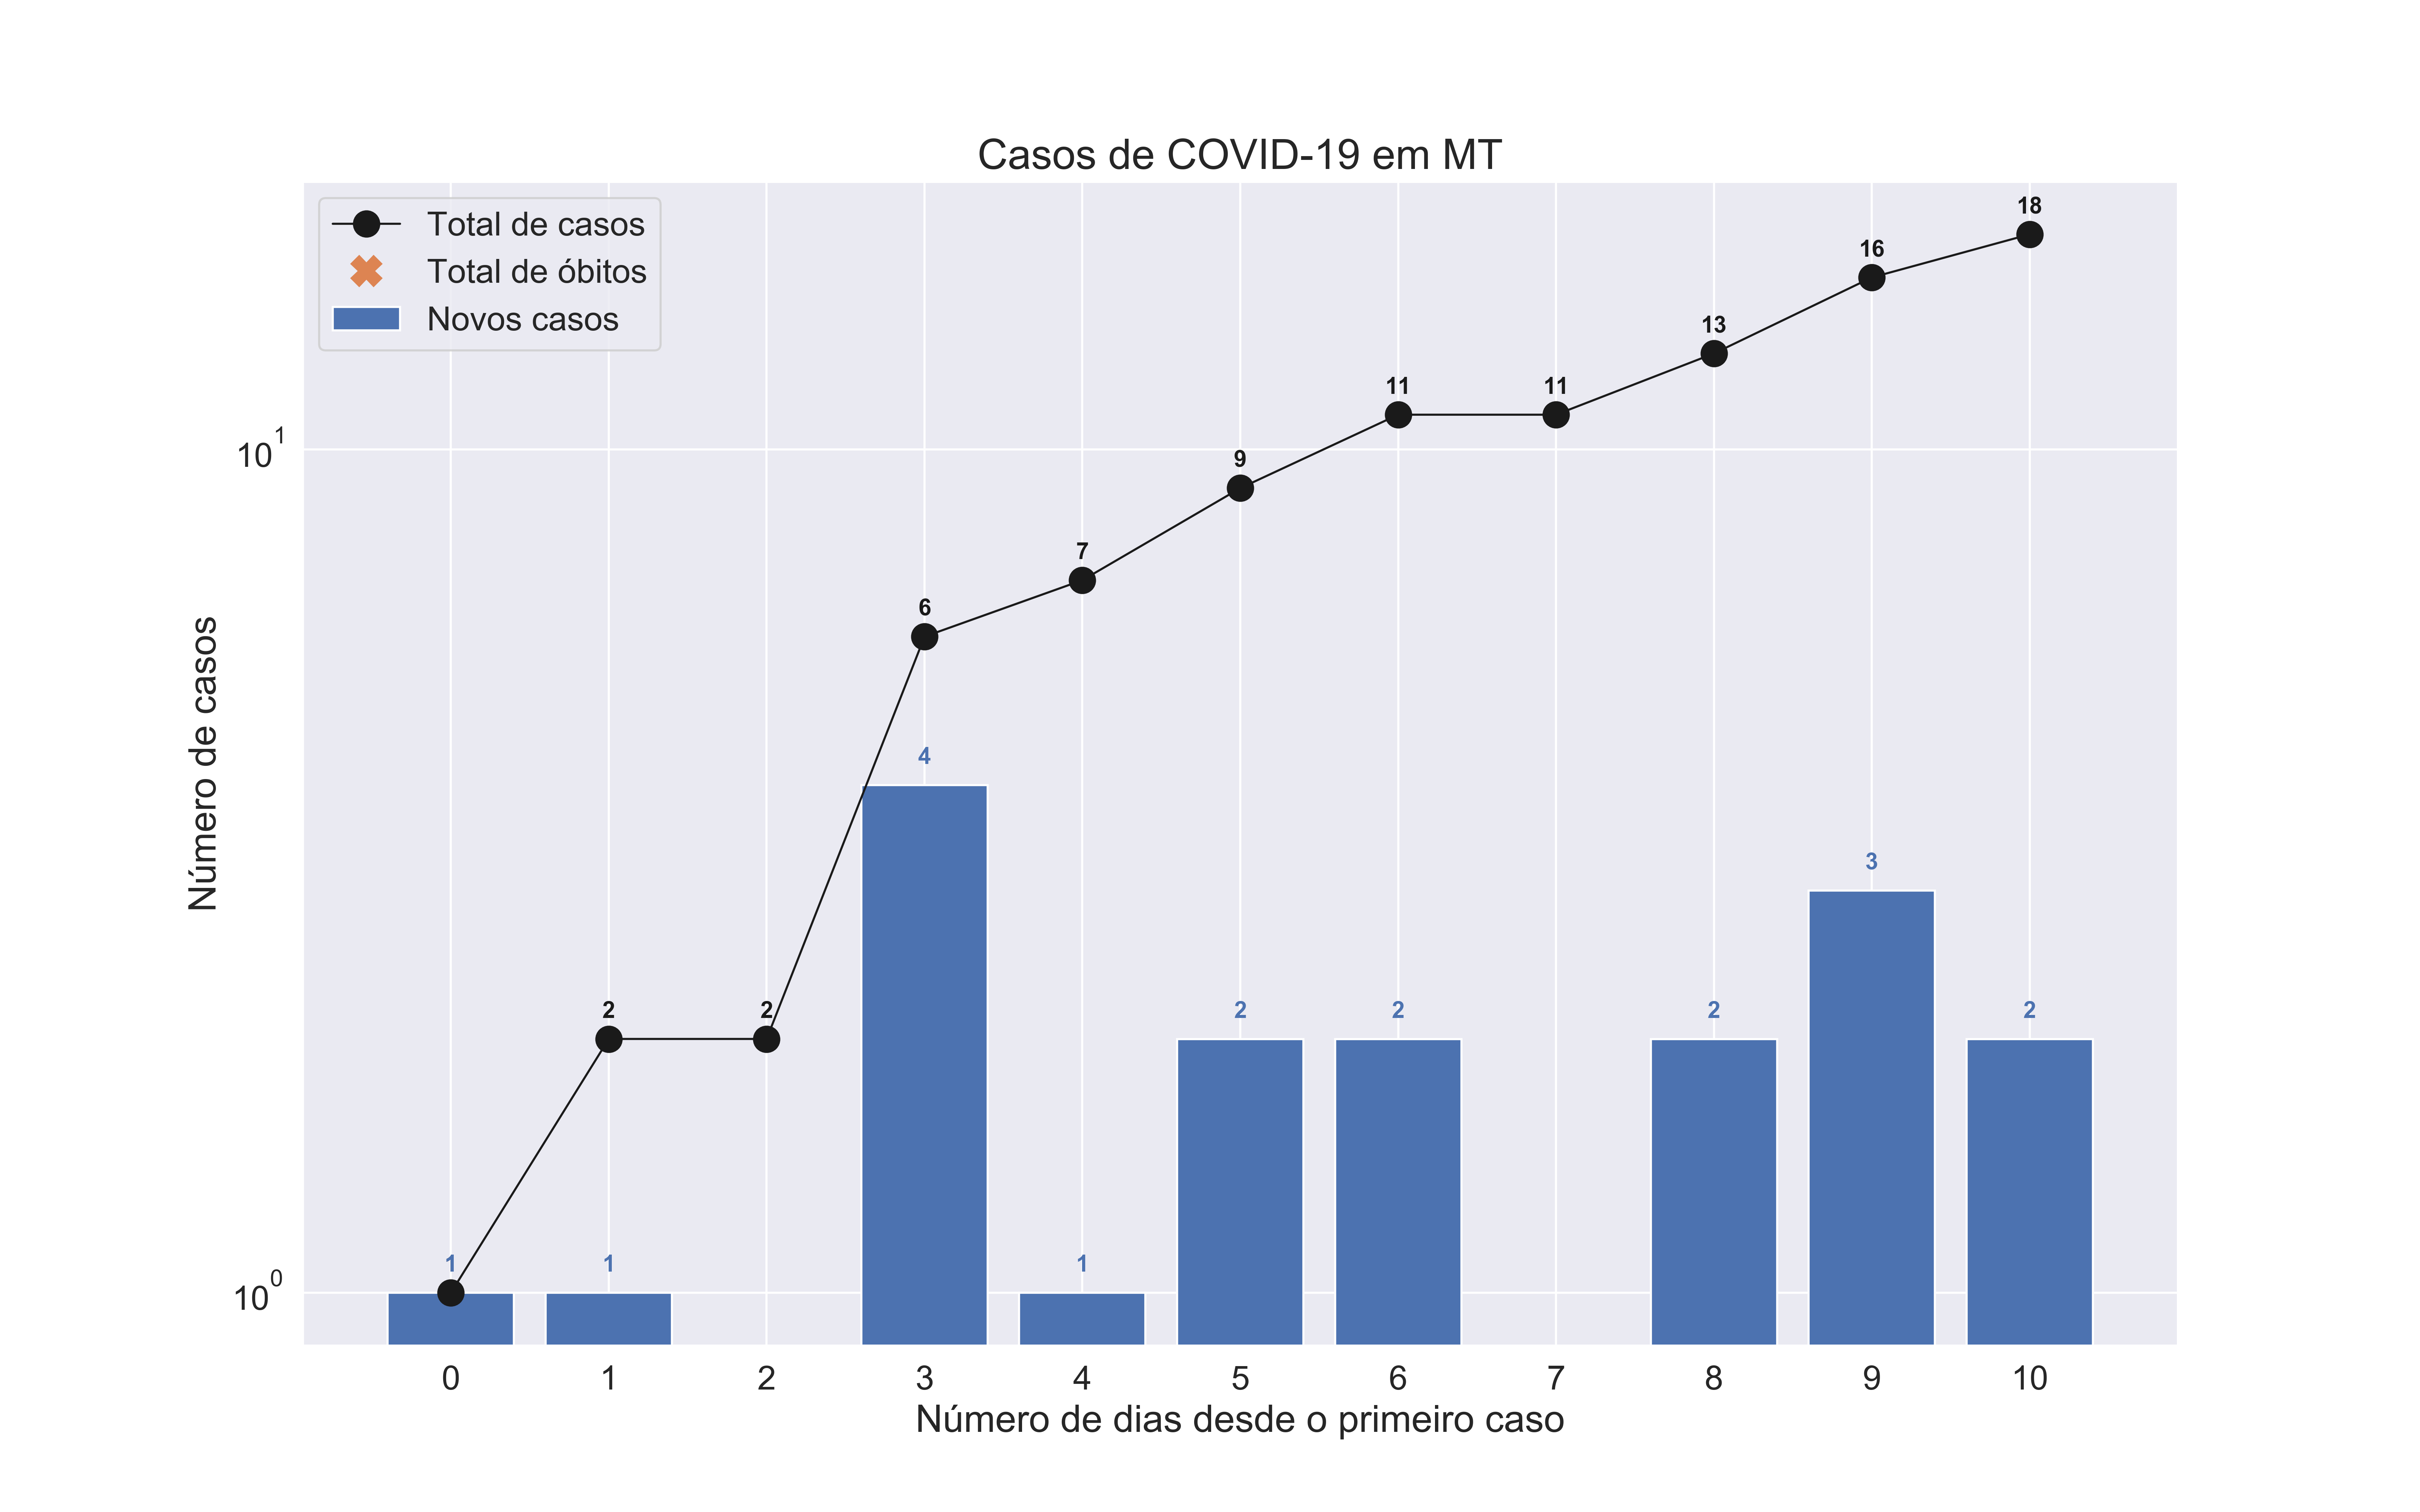 Casos de COVID-19 em MT
Total de casos
Total de óbitos
Novos casos
Número de casos
10^1
10^0
18
16
13
11 11
9
7
6
4
3
2 2 2 2 2 2
1 1 1
0 1 2 3 4 5 6 7 8 9 10
Número de dias desde o primeiro caso